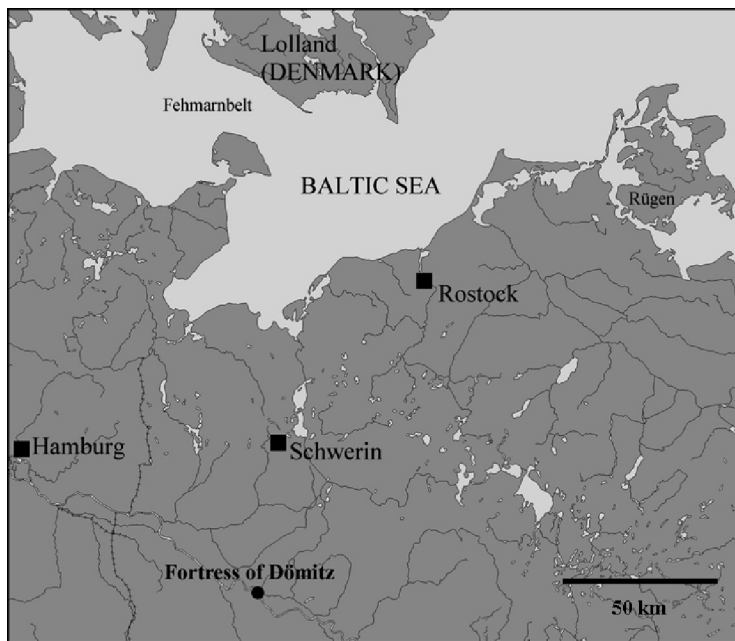 Lolland
(DENMARK)
Fehmarnbelt
BALTIC SEA
Rügen
Rostock
Hamburg
Schwerin
Fortress of Dömitz
50 km